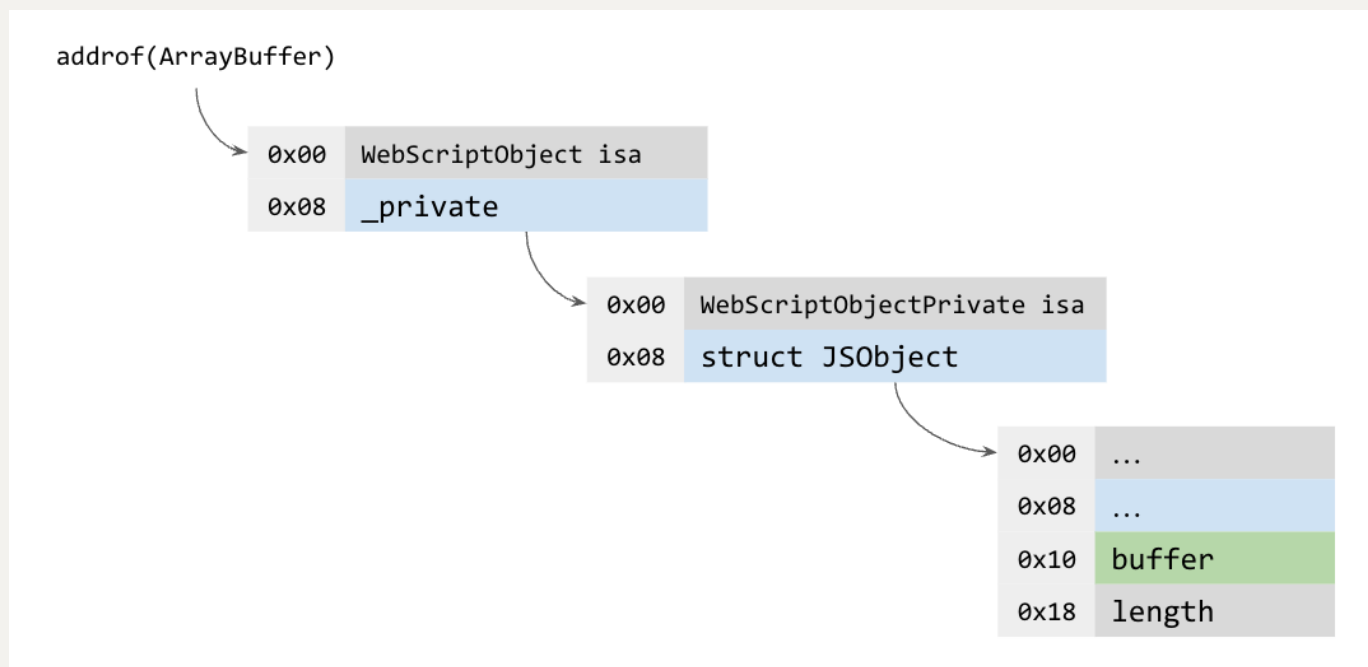 addrof(ArrayBuffer)
0x00 WebScriptObject isa
0x08 _private
0x00 WebScriptObjectPrivate isa
0x08 struct JSObject
0x00 ...
0x08 ...
0x10 buffer
0x18 length